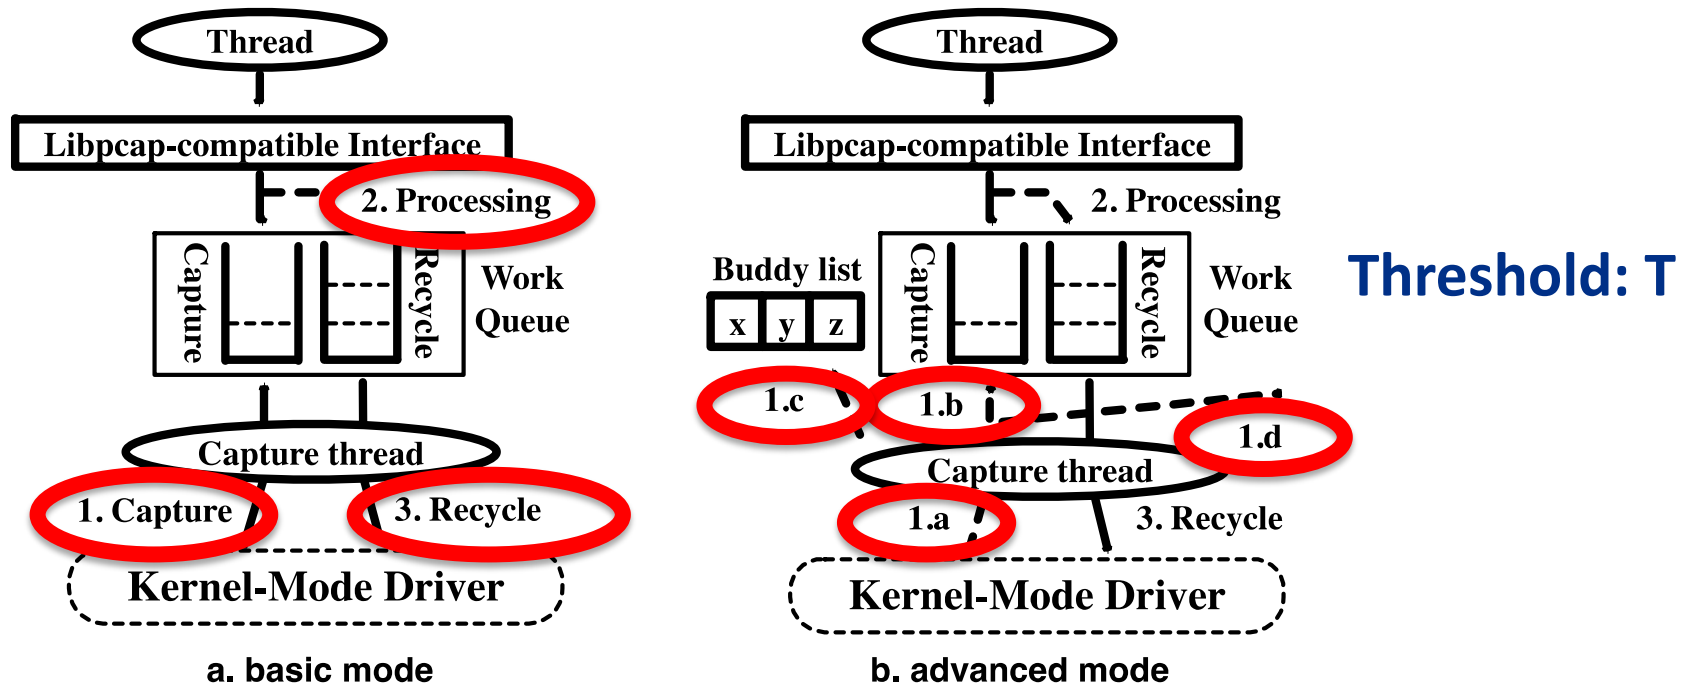 Thread
Libpcap-compatible Interface
2. Processing
Capture
Recycle
Work
Queue
Capture thread
1. Capture
3. Recycle
Kernel-Mode Driver
a. basic mode
Thread
Libpcap-compatible Interface
2. Processing
Buddy list
x y z
Capture
Recycle
Work
Queue
Threshold: T
1.c
1.b
1.d
Capture thread
1.a
3. Recycle
Kernel-Mode Driver
b. advanced mode